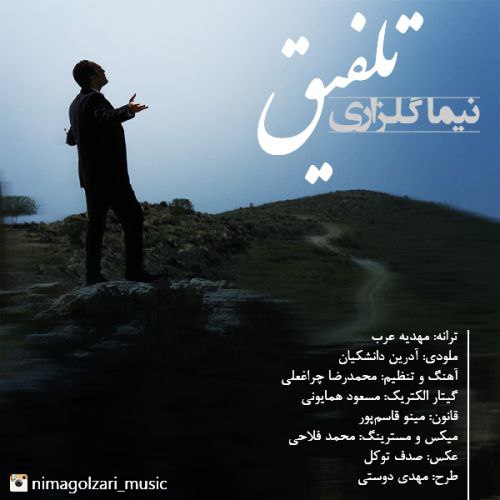 تلفیق
نیما گلزاری
ترانه: مهدیه عرب
ملودی: آدرین دانشکیان
آهنگ و تنظیم: محمدرضا چراغعلی
گیتار الکتریک: مسعود همایونی
قانون: مینو قاسم‌پور
میکس و مسترینگ: محمد فلاحی
عکس: صدف توکل
طرح: مهدی دوستی
nimagolzari_music